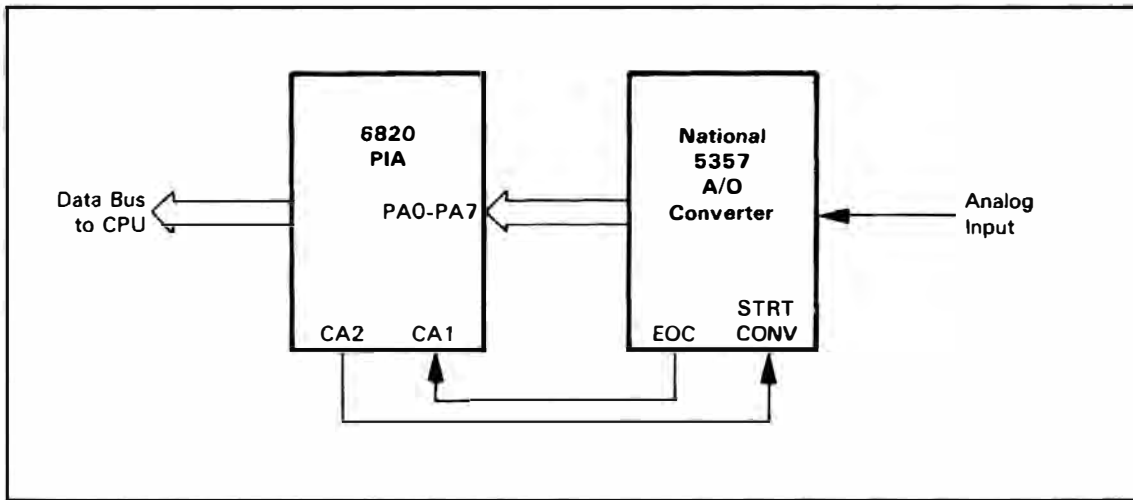 6820
PIA
National
5357
A/O
Converter
Data Bus
to CPU
PA0-PA7
Analog
Input
CA2 CA1
EOC
STRT
CONV